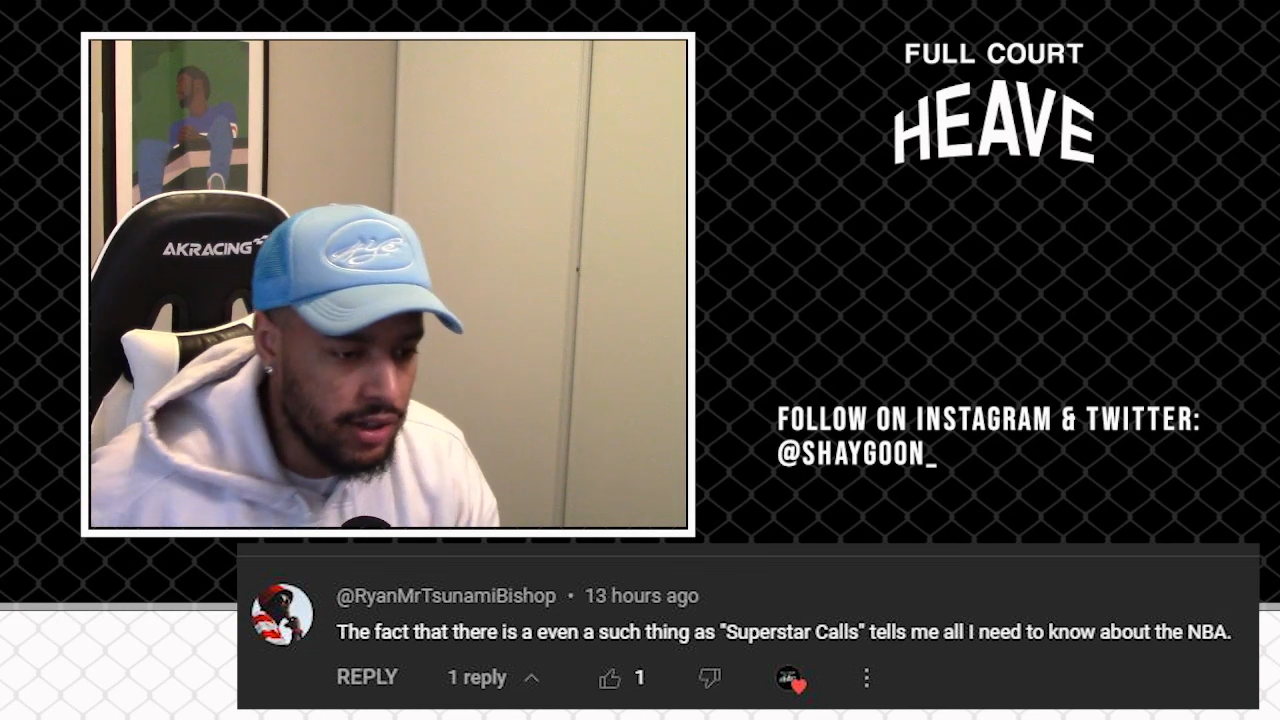 FULL COURT
HEAVE
AKRACING
FOLLOW ON INSTAGRAM & TWITTER:
@SHAYGOON_
@RyanMrTsunamiBishop • 13 hours ago
The fact that there is a even a such thing as "Superstar Calls" tells me all I need to know about the NBA.
REPLY 1 reply 1